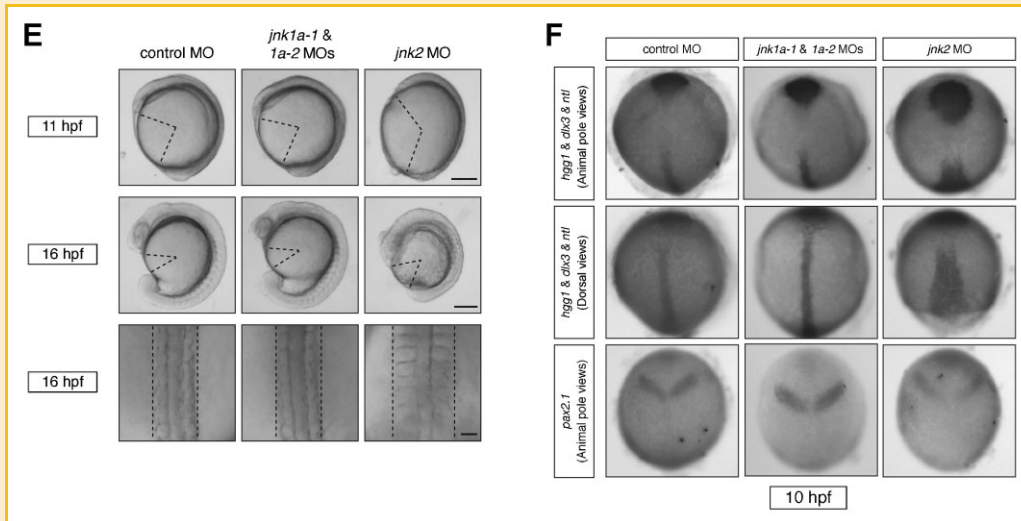 E
control MO
jnk1a-1 &
1a-2 MOs
jnk2 MO
11 hpf
16 hpf
16 hpf
F
control MO
jnk1a-1 & 1a-2 MOs
jnk2 MO
hgg1 & dlx3 & ntl
(Animal pole views)
hgg1 & dlx3 & ntl
(Dorsal views)
pax2.1
(Animal pole views)
10 hpf